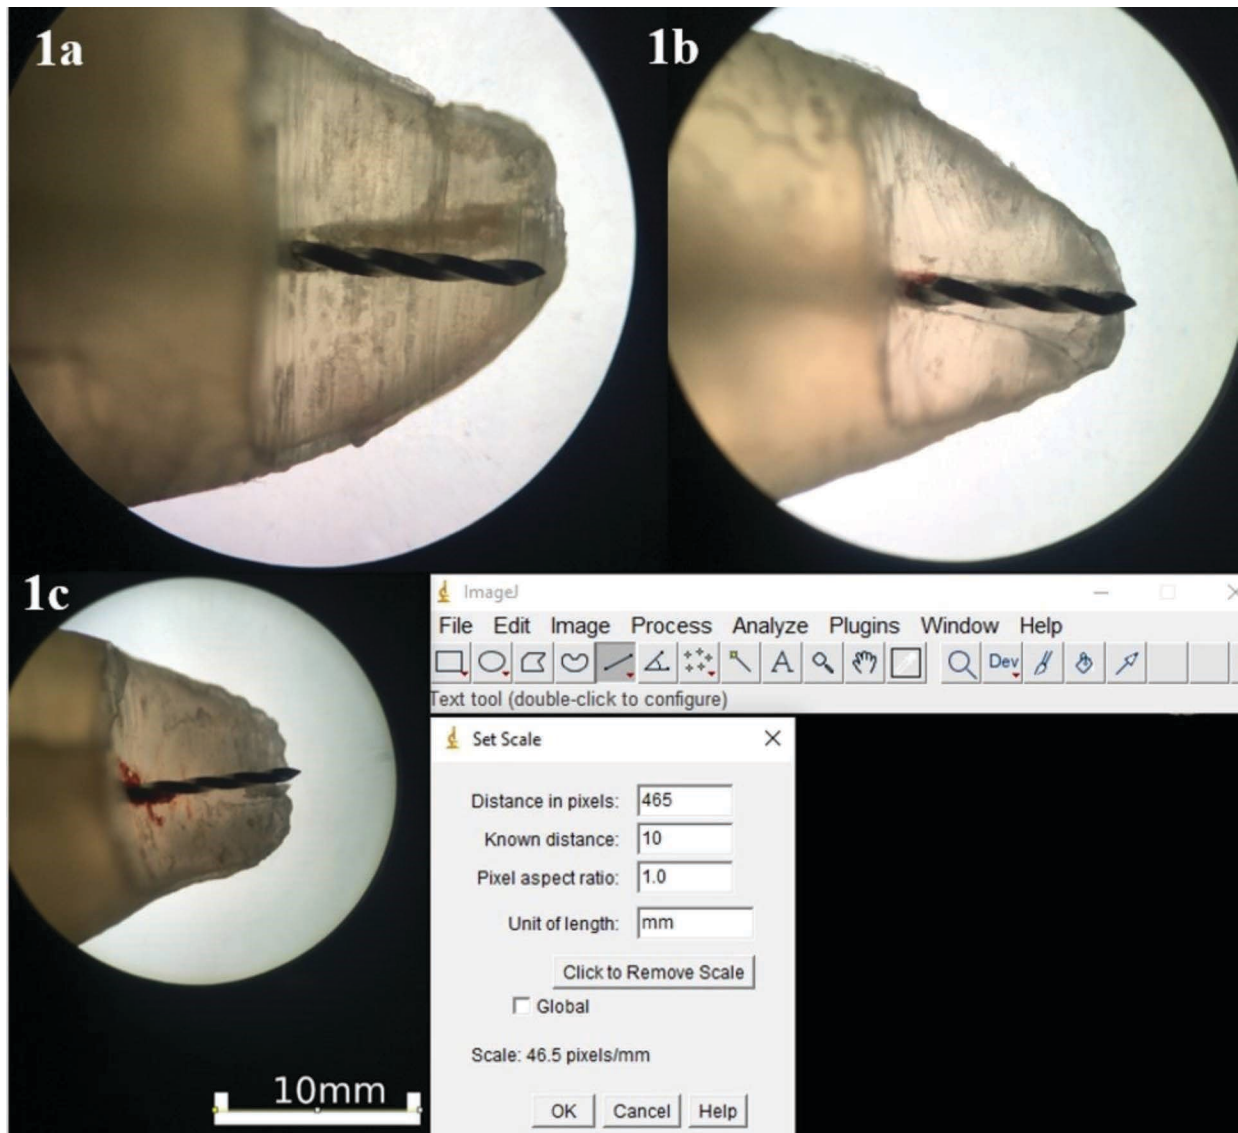 1a
1b
1c
ImageJ
File Edit Image Process Analyze Plugins Window Help
A Dev
Text tool (double-click to configure)
Set Scale
Distance in pixels: 465
Known distance: 10
Pixel aspect ratio: 1.0
Unit of length: mm
Click to Remove Scale
Global
Scale: 46.5 pixels/mm
OK Cancel Help
10mm